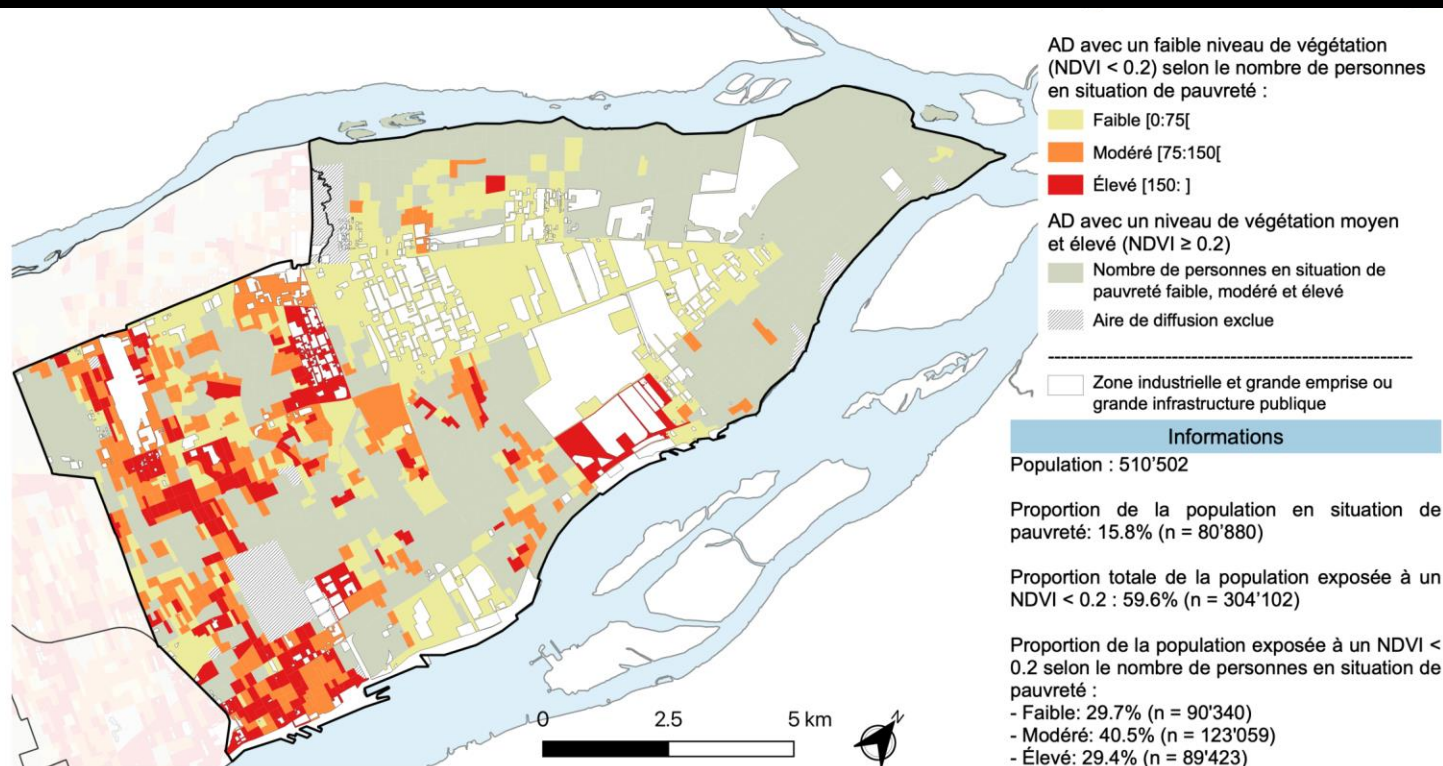 AD avec un faible niveau de végétation
(NDVI < 0.2) selon le nombre de personnes
en situation de pauvreté :
Faible [0:75[
Modéré [75:150[
Élevé [150: ]
AD avec un niveau de végétation moyen
et élevé (NDVI ≥ 0.2)
Nombre de personnes en situation de
pauvreté faible, modéré et élevé
Aire de diffusion exclue
Zone industrielle et grande emprise ou
grande infrastructure publique
Informations
Population : 510'502
Proportion de la population en situation de
pauvreté: 15.8% (n = 80'880)
Proportion totale de la population exposée à un
NDVI < 0.2 : 59.6% (n = 304'102)
Proportion de la population exposée à un NDVI <
0.2 selon le nombre de personnes en situation de
pauvreté :
- Faible: 29.7% (n = 90'340)
- Modéré: 40.5% (n = 123'059)
- Élevé: 29.4% (n = 89'423)
0 2.5 5 km
N